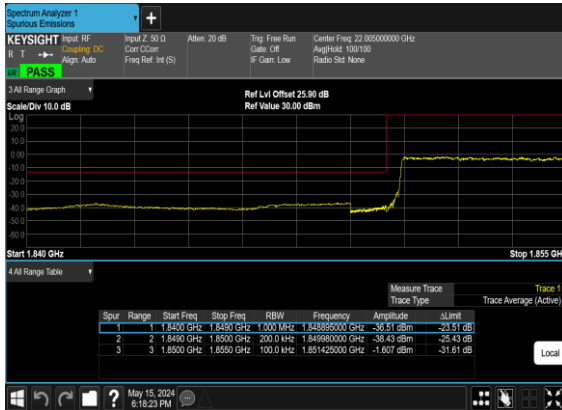 Spectrum Analyzer 1
Spurious Emissions
KEYSIGHT Input: RF Input Z: 50 Ω Atten: 20 dB Trig: Free Run Center Freq: 22.005000000 GHz
R T Coupling: DC Corr CCorr Gate: Off Avg|Hold: 100/100
Align: Auto Freq Ref: Int (S) IF Gain: Low Radio Std: None
LXI PASS
3 All Range Graph
Ref Lvl Offset 25.90 dB
Scale/Div 10.0 dB Ref Value 30.00 dBm
Log
20.0
10.0
0.00
-10.0
-20.0
-30.0
-40.0
-50.0
-60.0
Start 1.840 GHz Stop 1.855 GH
4 All Range Table
Measure Trace Trace 1
Trace Type Trace Average (Active)
Spur Range Start Freq Stop Freq RBW Frequency Amplitude ΔLimit
1 1 1.8400 GHz 1.8490 GHz 1.000 MHz 1.848895000 GHz -36.51 dBm -23.51 dB
2 2 1.8490 GHz 1.8500 GHz 200.0 kHz 1.849980000 GHz -38.43 dBm -25.43 dB
3 3 1.8500 GHz 1.8550 GHz 100.0 kHz 1.851425000 GHz -1.607 dBm -31.61 dB
Local
May 15, 2024
6:18:23 PM